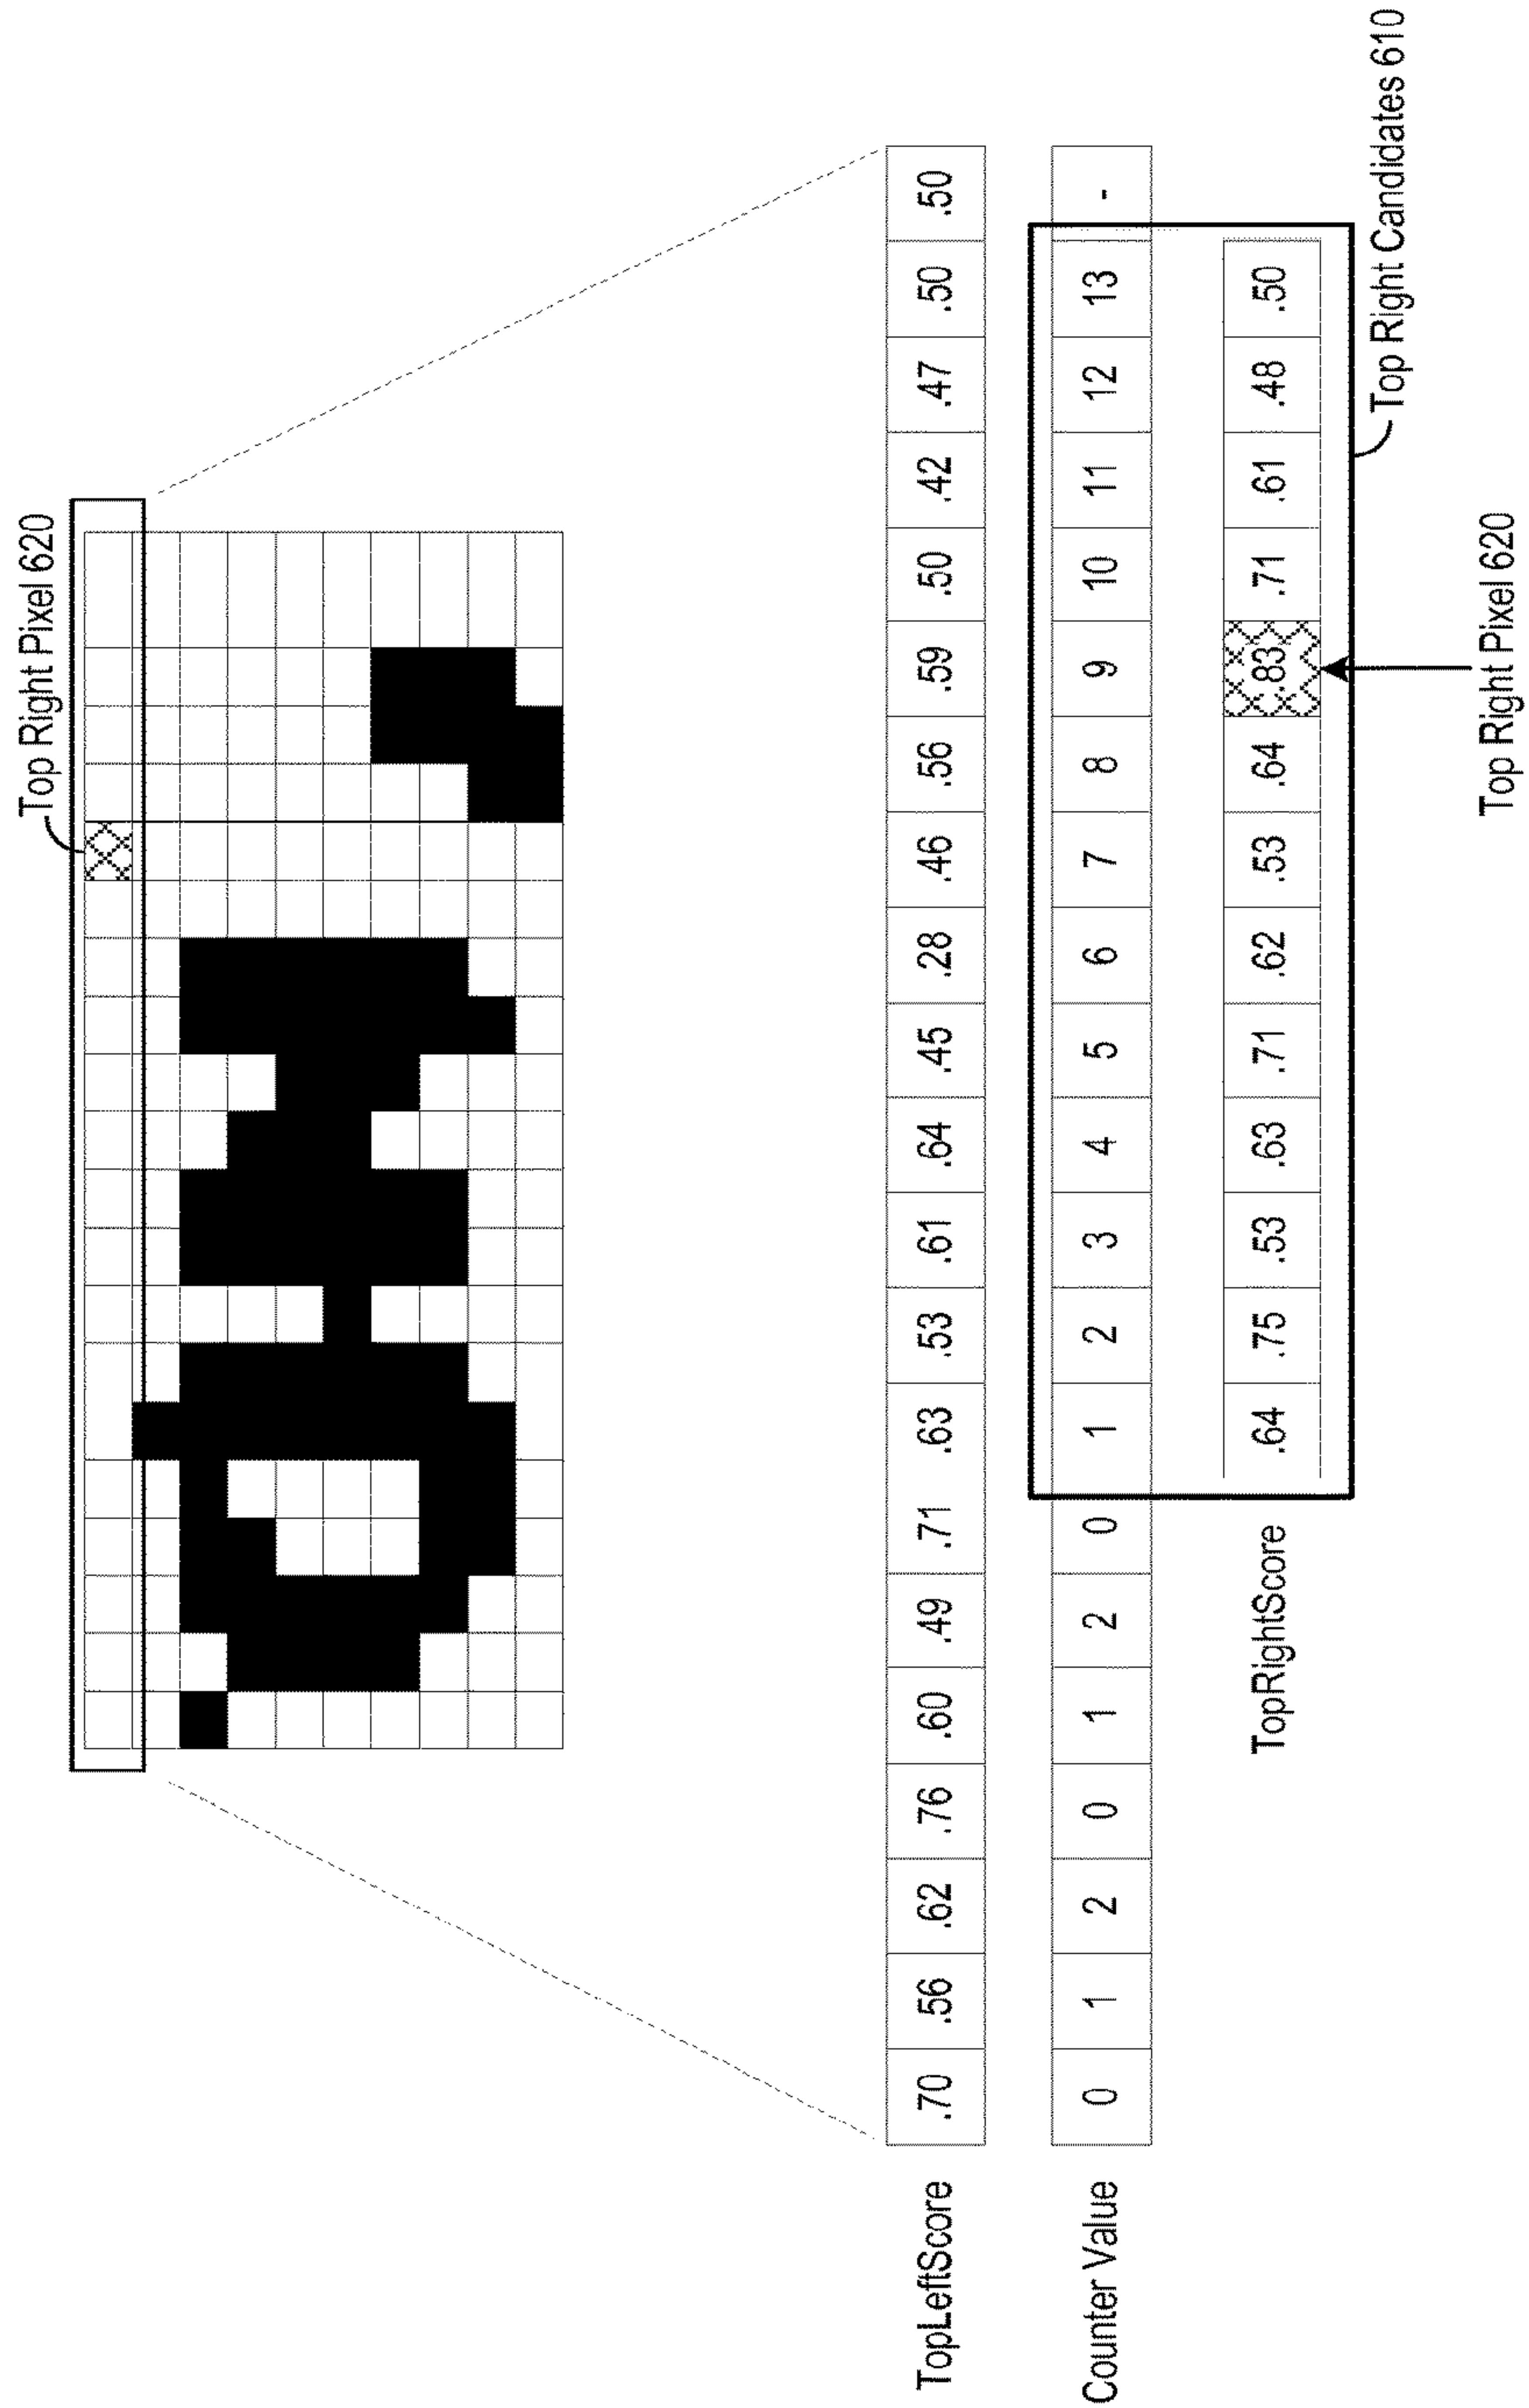 Top Right Pixel 620
TopLeftScore .70 .56 .62 .76 .60 .49 .71 .63 .53 .61 .64 .45 .28 .46 .56 .59 .50 .42 .47 .50 .50
Counter Value 0 1 2 0 1 2 0 1 2 3 4 5 6 7 8 9 10 11 12 13 -
TopRightScore .64 .75 .53 .63 .71 .62 .53 .64 .83 .71 .61 .48 .50
Top Right Candidates 610
Top Right Pixel 620